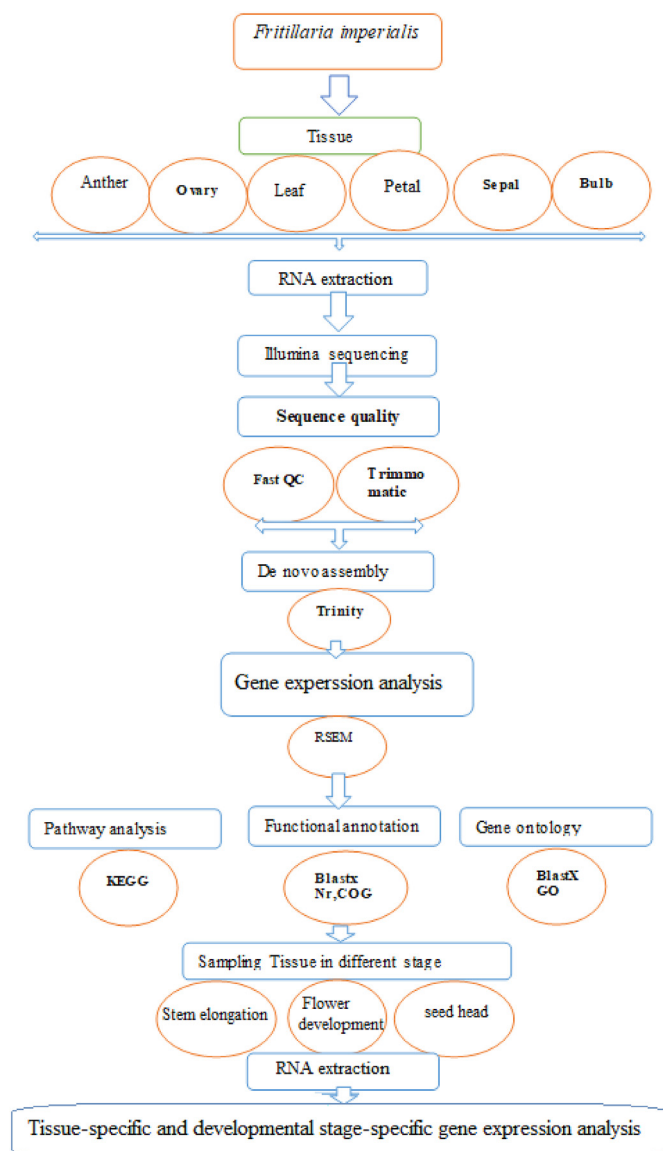 Fritillaria imperialis
Tissue
Anther
Ovary
Leaf
Petal
Sepal
Bulb
RNA extraction
Illumina sequencing
Sequence quality
Fast QC
Trimmo
matic
De novo assembly
Trinity
Gene experssion analysis
RSEM
Pathway analysis
Functional annotation
Gene ontology
KEGG
Blastx
Nr,COG
BlastX
GO
Sampling Tissue in different stage
Stem elongation
Flower
development
seed head
RNA extraction
Tissue-specific and developmental stage-specific gene expression analysis